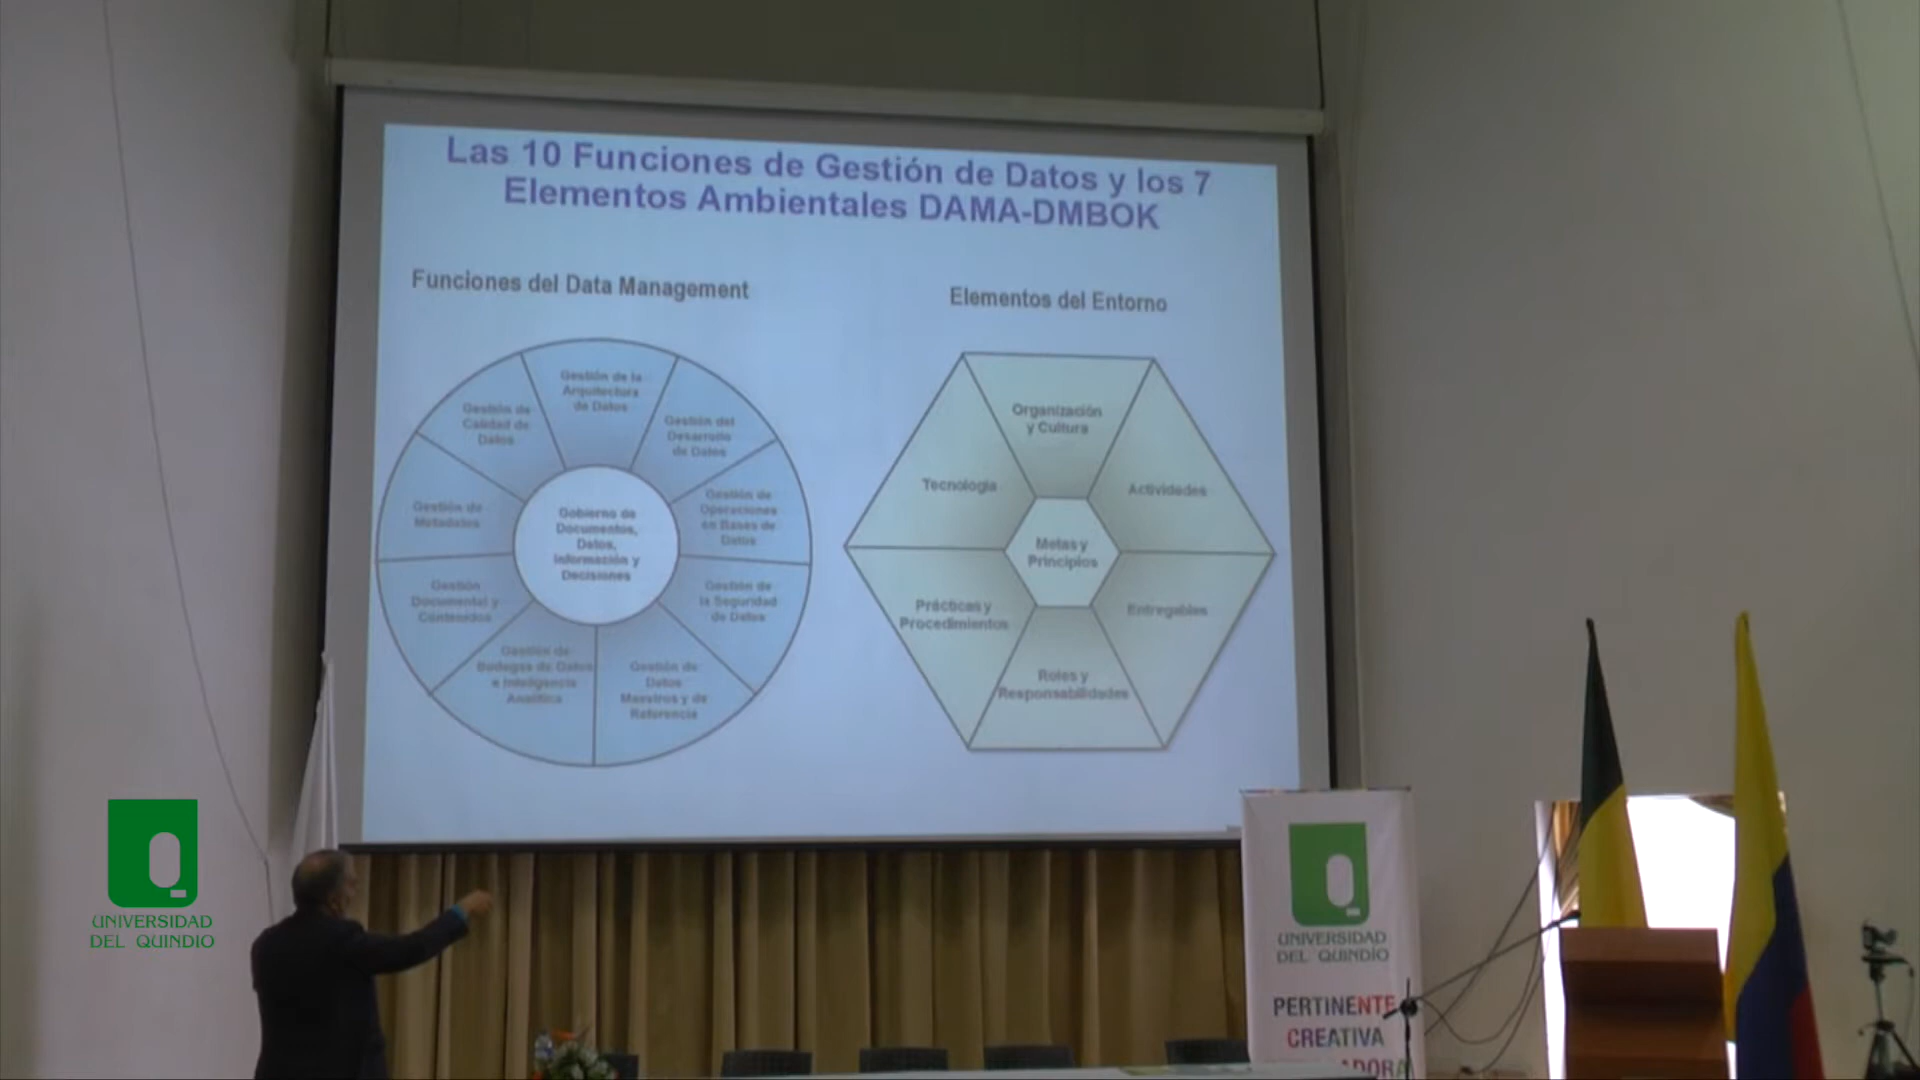 Las 10 Funciones de Gestión de Datos y los 7
Elementos Ambientales DAMA-DMBOK
Funciones del Data Management
Gestión de la
Arquitectura
de Datos
Gestión del
Desarrollo
de Datos
Gestión de
Operaciones
en Bases de
Datos
Gestión de
la Seguridad
de Datos
Gestión de
Datos
Maestros y de
Referencia
Gestión de
Bodegas de Datos
e Inteligencia
Analítica
Gestión
Documental y
Contenidos
Gestión de
Metadatos
Gestión de
Calidad de
Datos
Gobierno de
Documentos,
Datos,
Información y
Decisiones
Elementos del Entorno
Organización
y Cultura
Actividades
Entregables
Roles y
Responsabilidades
Prácticas y
Procedimientos
Tecnología
Metas y
Principios
UNIVERSIDAD
DEL QUINDÍO
UNIVERSIDAD
DEL QUINDÍO
PERTINENTE
CREATIVA